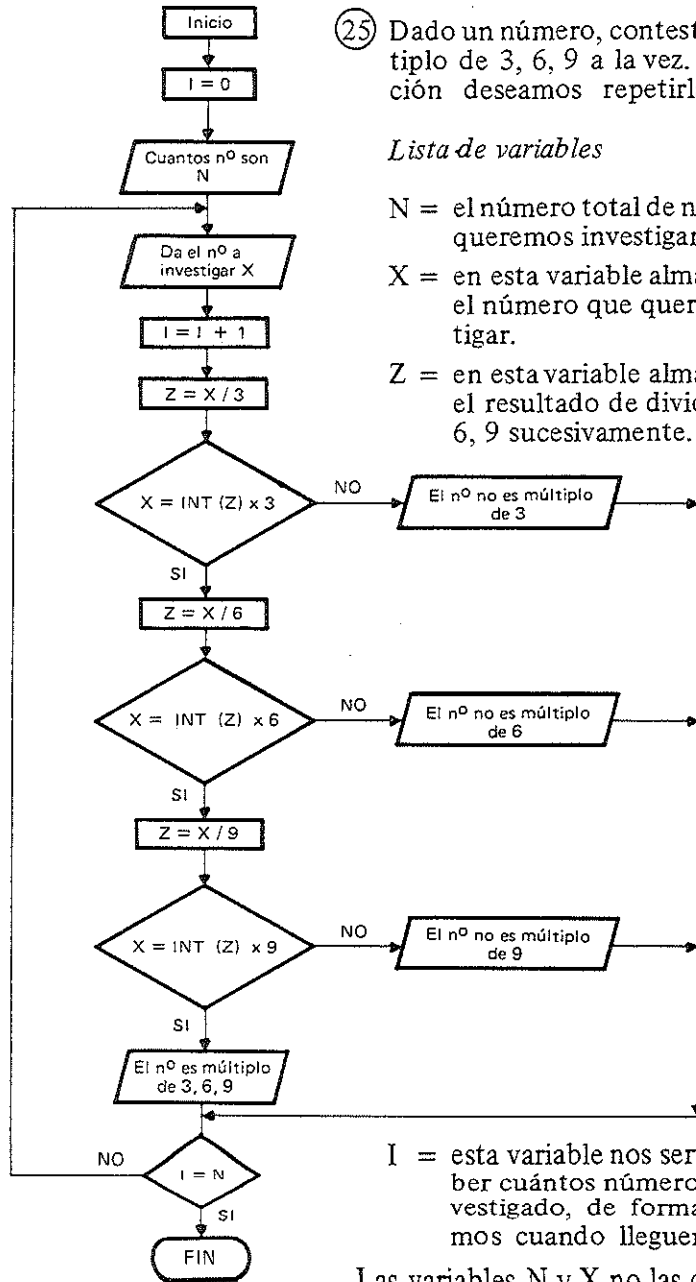 Inicio
I = 0
Cuantos nº son
N
Da el nº a
investigar X
I = I + 1
Z = X / 3
X = INT (Z) x 3
NO
El nº no es múltiplo
de 3
SI
Z = X / 6
X = INT (Z) x 6
NO
El nº no es múltiplo
de 6
SI
Z = X / 9
X = INT (Z) x 9
NO
El nº no es múltiplo
de 9
SI
El nº es múltiplo
de 3, 6, 9
NO
I = N
SI
FIN
25 Dado un número, contest
tiplo de 3, 6, 9 a la vez.
ción deseamos repetirl
Lista de variables
N = el número total de n
queremos investigar
X = en esta variable alma
el número que quer
tigar.
Z = en esta variable alma
el resultado de divid
6, 9 sucesivamente.
I = esta variable nos ser
ber cuántos número
vestigado, de forma
mos cuando lleguer